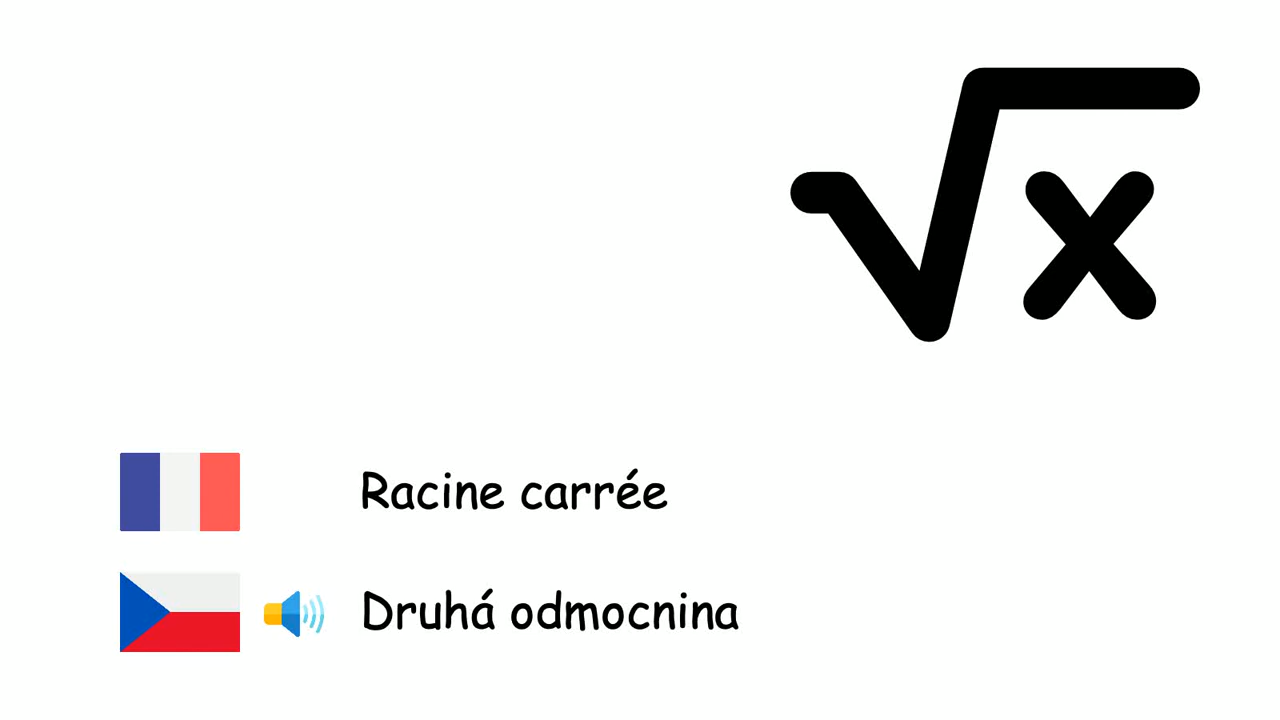 √x
Racine carrée
Druhá odmocnina